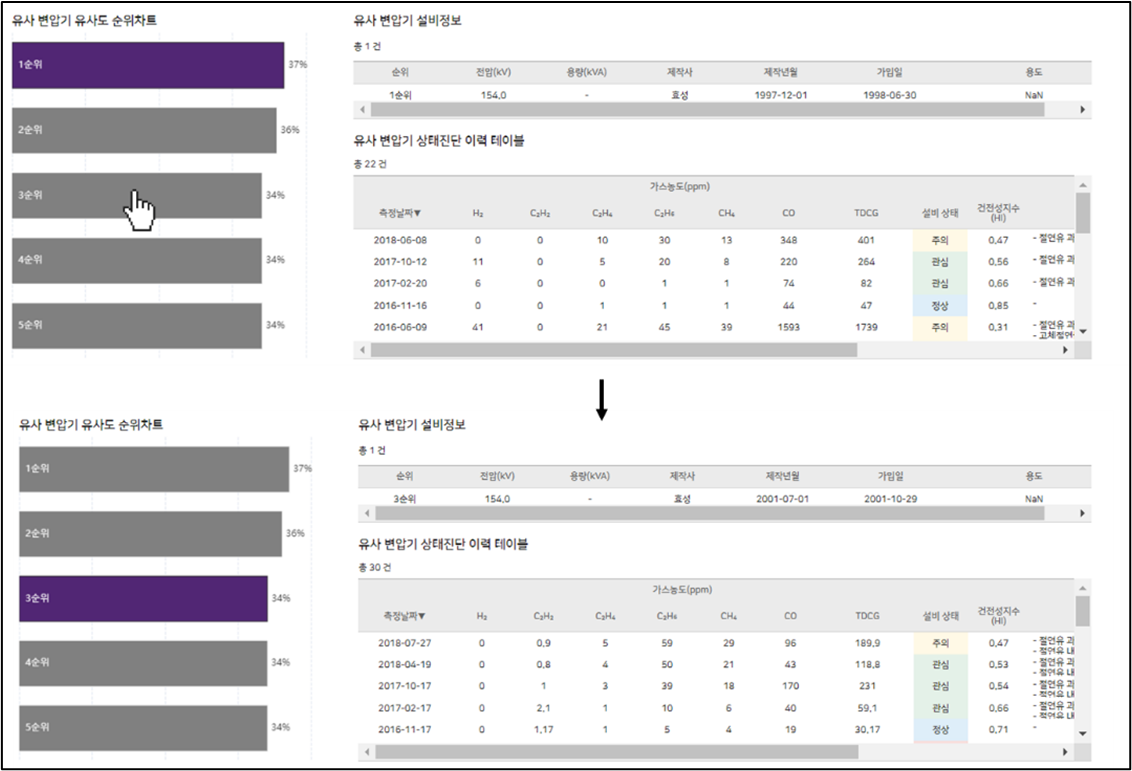 유사 변압기 유사도 순위차트
1순위 37%
2순위 36%
3순위 34%
4순위 34%
5순위 34%
유사 변압기 설비정보
총 1 건
순위 전압(kV) 용량(kVA) 제작사 제작년월 가입일 용도
1순위 154.0 - 효성 1997-12-01 1998-06-30 NaN
유사 변압기 상태진단 이력 테이블
총 22 건
가스농도(ppm)
측정날짜▼ H₂ C₂H₂ C₂H₄ C₂H₆ CH₄ CO TDCG 설비 상태 건전성지수
(HI)
2018-06-08 0 0 10 30 13 348 401 주의 0.47 - 절연유 과
2017-10-12 11 0 5 20 8 220 264 관심 0.56 - 절연유 과
2017-02-20 6 0 0 1 1 74 82 관심 0.66 - 절연유 과
2016-11-16 0 0 1 1 1 44 47 정상 0.85 -
2016-06-09 41 0 21 45 39 1593 1739 주의 0.31 - 절연유 과
- 고체절연
유사 변압기 유사도 순위차트
1순위 37%
2순위 36%
3순위 34%
4순위 34%
5순위 34%
유사 변압기 설비정보
총 1 건
순위 전압(kV) 용량(kVA) 제작사 제작년월 가입일 용도
3순위 154.0 - 효성 2001-07-01 2001-10-29 NaN
유사 변압기 상태진단 이력 테이블
총 30 건
가스농도(ppm)
측정날짜▼ H₂ C₂H₂ C₂H₄ C₂H₆ CH₄ CO TDCG 설비 상태 건전성지수
(HI)
2018-07-27 0 0.9 5 59 29 96 189.9 주의 0.47 - 절연유 과
- 절연유 내
2018-04-19 0 0.8 4 50 21 43 118.8 관심 0.53 - 절연유 과
- 절연유 내
2017-10-17 0 1 3 39 18 170 231 관심 0.54 - 절연유 과
- 절연유 내
2017-02-17 0 2.1 1 10 6 40 59.1 관심 0.66 - 절연유 과
- 절연유 내
2016-11-17 0 1.17 1 5 4 19 30.17 정상 0.71 -